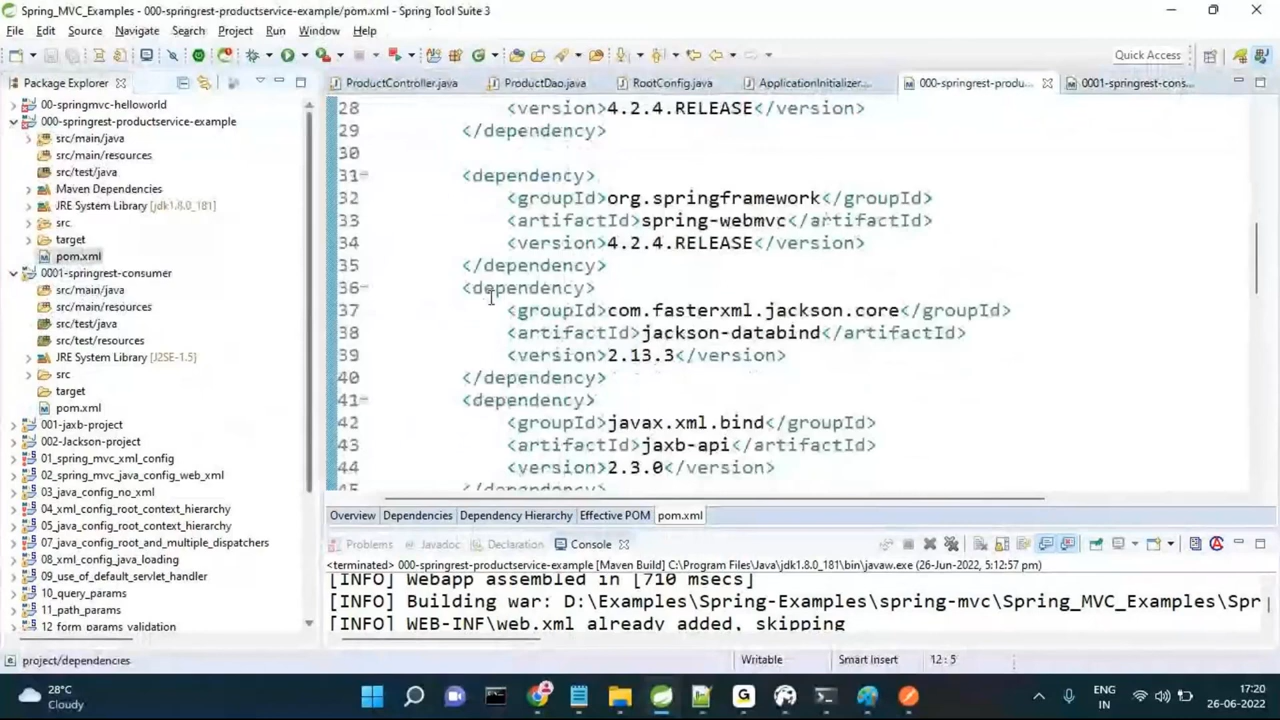 Spring_MVC_Examples - 000-springrest-productservice-example/pom.xml - Spring Tool Suite 3
File Edit Source Navigate Search Project Run Window Help
Quick Access
Package Explorer
00-springmvc-helloworld
000-springrest-productservice-example
src/main/java
src/main/resources
src/test/java
Maven Dependencies
JRE System Library [jdk1.8.0_181]
src
target
pom.xml
0001-springrest-consumer
src/main/java
src/main/resources
src/test/java
src/test/resources
JRE System Library [J2SE-1.5]
src
target
pom.xml
001-jaxb-project
002-Jackson-project
01_spring_mvc_xml_config
02_spring_mvc_java_config_web_xml
03_java_config_no_xml
04_xml_config_root_context_hierarchy
05_java_config_root_context_hierarchy
07_java_config_root_and_multiple_dispatchers
08_xml_config_java_loading
09_use_of_default_servlet_handler
10_query_params
11_path_params
12 form params validation
ProductController.java ProductDao.java RootConfig.java ApplicationInitializer... 000-springrest-produ... 0001-springrest-cons...
28 <version>4.2.4.RELEASE</version>
29 </dependency>
30
31 <dependency>
32 <groupId>org.springframework</groupId>
33 <artifactId>spring-webmvc</artifactId>
34 <version>4.2.4.RELEASE</version>
35 </dependency>
36 <dependency>
37 <groupId>com.fasterxml.jackson.core</groupId>
38 <artifactId>jackson-databind</artifactId>
39 <version>2.13.3</version>
40 </dependency>
41 <dependency>
42 <groupId>javax.xml.bind</groupId>
43 <artifactId>jaxb-api</artifactId>
44 <version>2.3.0</version>
45 </dependency>
Overview Dependencies Dependency Hierarchy Effective POM pom.xml
Problems Javadoc Declaration Console
<terminated> 000-springrest-productservice-example [Maven Build] C:\Program Files\Java\jdk1.8.0_181\bin\javaw.exe (26-Jun-2022, 5:12:57 pm)
[INFO] Webapp assembled in [710 msecs]
[INFO] Building war: D:\Examples\Spring-Examples\spring-mvc\Spring_MVC_Examples\Spr
[INFO] WEB-INF\web.xml already added, skipping
project/dependencies Writable Smart Insert 12 : 5
28°C
Cloudy
ENG
IN
17:20
26-06-2022